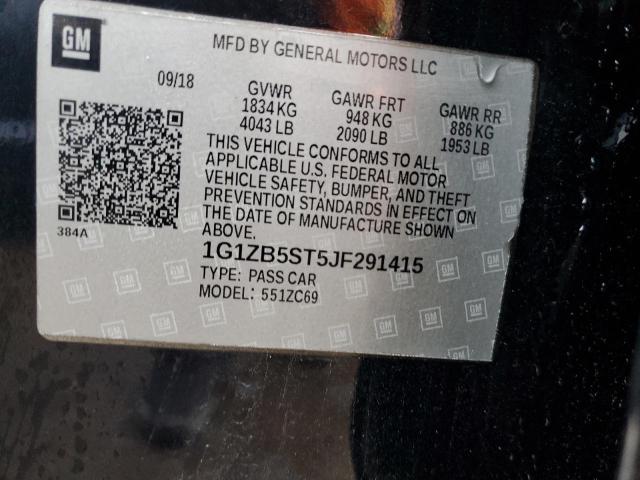 GM
MFD BY GENERAL MOTORS LLC
09/18
GVWR
1834 KG
4043 LB
GAWR FRT
948 KG
2090 LB
GAWR RR
886 KG
1953 LB
THIS VEHICLE CONFORMS TO ALL
APPLICABLE U.S. FEDERAL MOTOR
VEHICLE SAFETY, BUMPER, AND THEFT
PREVENTION STANDARDS IN EFFECT ON
THE DATE OF MANUFACTURE SHOWN
ABOVE.
384A
1G1ZB5ST5JF291415
TYPE: PASS CAR
MODEL: 551ZC69